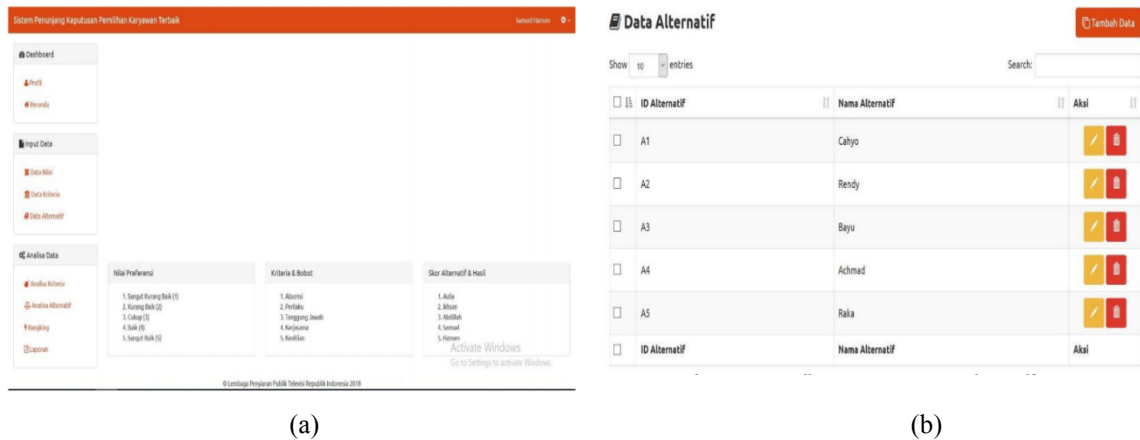 Sistem Penunjang Keputusan Pemilihan Karyawan Terbaik
Samuel Hansen
Dashboard
Profil
Beranda
Input Data
Data Nilai
Data Kriteria
Data Alternatif
Analisa Data
Analisa Kriteria
Analisa Alternatif
Rangking
Laporan
Nilai Preferensi
1. Sangat Kurang Baik (1)
2. Kurang Baik (2)
3. Cukup (3)
4. Baik (4)
5. Sangat Baik (5)
Kriteria & Bobot
1. Absensi
2. Perilaku
3. Tanggung Jawab
4. Kerjasama
5. Keahlian
Skor Alternatif & Hasil
1. Aulia
2. Ikhsan
3. Abdillah
4. Samuel
5. Hansen
Activate Windows
Go to Settings to activate Windows.
© Lembaga Penyiaran Publik Televisi Republik Indonesia 2018
(a)
Data Alternatif
Tambah Data
Show 10 entries
Search:
ID Alternatif Nama Alternatif Aksi
A1 Cahyo
A2 Rendy
A3 Bayu
A4 Achmad
A5 Raka
ID Alternatif Nama Alternatif Aksi
(b)